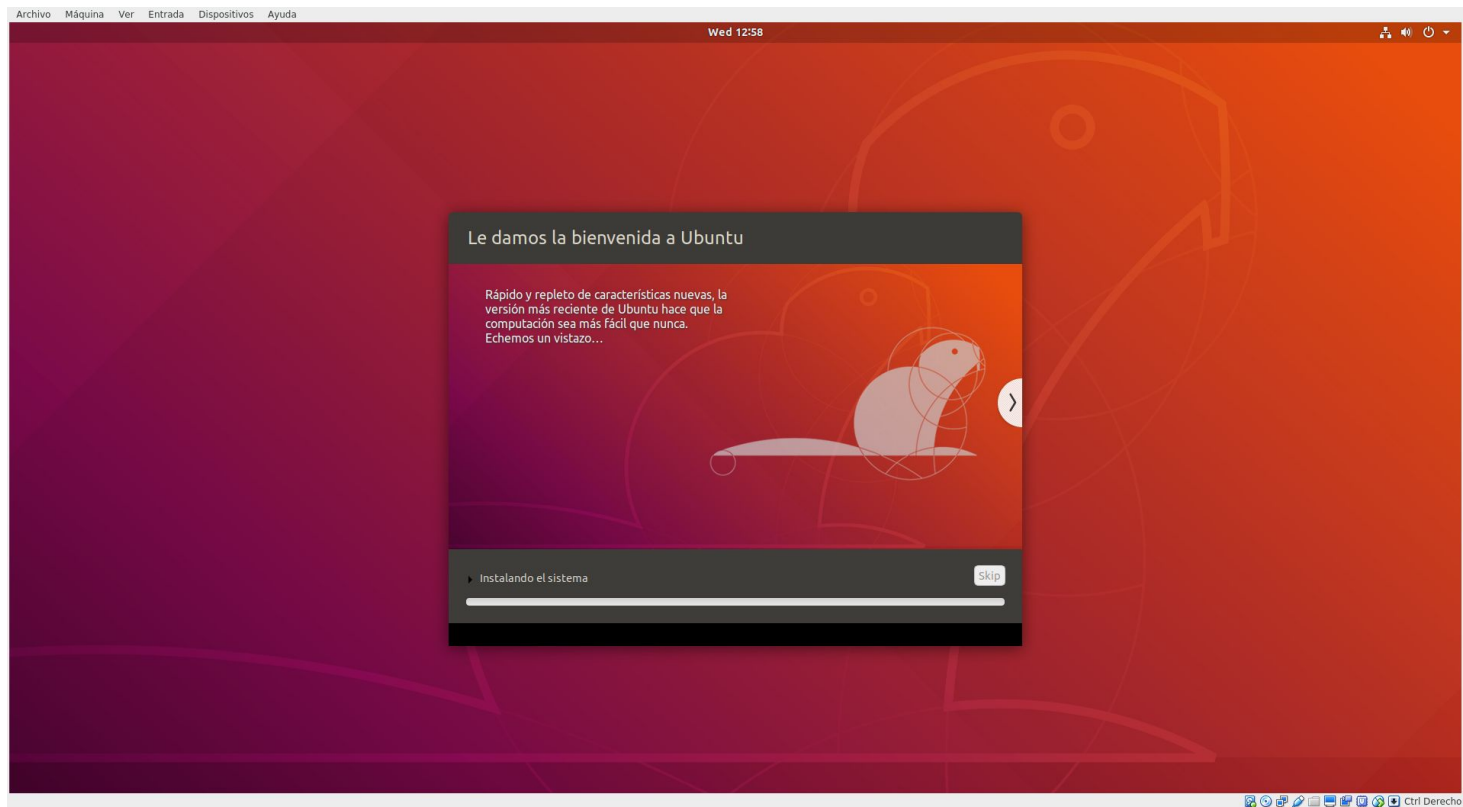 Archivo Máquina Ver Entrada Dispositivos Ayuda
Wed 12:58
Le damos la bienvenida a Ubuntu
Rápido y repleto de características nuevas, la
versión más reciente de Ubuntu hace que la
computación sea más fácil que nunca.
Echemos un vistazo…
Instalando el sistema
Skip
Ctrl Derecho